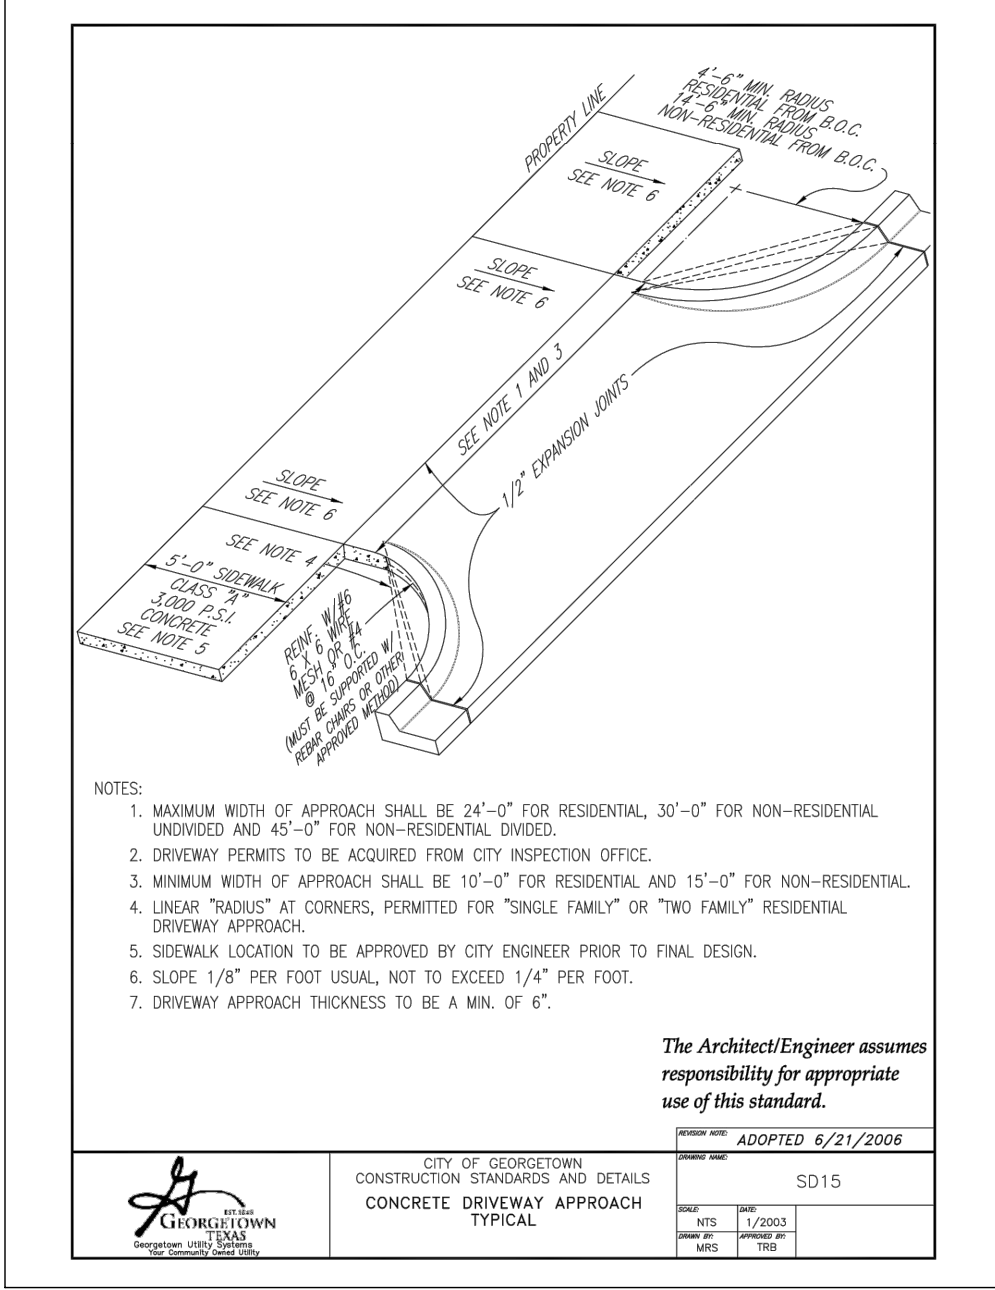 4'-6" MIN. RADIUS
RESIDENTIAL FROM B.O.C.
14'-6" MIN. RADIUS
NON-RESIDENTIAL FROM B.O.C.
PROPERTY LINE
SLOPE
SEE NOTE 6
SLOPE
SEE NOTE 6
SEE NOTE 1 AND 3
1/2" EXPANSION JOINTS
SLOPE
SEE NOTE 6
SEE NOTE 4
5'-0" SIDEWALK
CLASS "A"
3,000 P.S.I.
CONCRETE
SEE NOTE 5
REINF. W/#6
6 X 6 WIRE
MESH OR #4
@ 16" O.C.
(MUST BE SUPPORTED W/
REBAR CHAIRS OR OTHER
APPROVED METHOD)
NOTES:
1. MAXIMUM WIDTH OF APPROACH SHALL BE 24'-0" FOR RESIDENTIAL, 30'-0" FOR NON-RESIDENTIAL
UNDIVIDED AND 45'-0" FOR NON-RESIDENTIAL DIVIDED.
2. DRIVEWAY PERMITS TO BE ACQUIRED FROM CITY INSPECTION OFFICE.
3. MINIMUM WIDTH OF APPROACH SHALL BE 10'-0" FOR RESIDENTIAL AND 15'-0" FOR NON-RESIDENTIAL.
4. LINEAR "RADIUS" AT CORNERS, PERMITTED FOR "SINGLE FAMILY" OR "TWO FAMILY" RESIDENTIAL
DRIVEWAY APPROACH.
5. SIDEWALK LOCATION TO BE APPROVED BY CITY ENGINEER PRIOR TO FINAL DESIGN.
6. SLOPE 1/8" PER FOOT USUAL, NOT TO EXCEED 1/4" PER FOOT.
7. DRIVEWAY APPROACH THICKNESS TO BE A MIN. OF 6".
The Architect/Engineer assumes
responsibility for appropriate
use of this standard.
REVISION NOTE:
ADOPTED 6/21/2006
EST. 1848
GEORGETOWN
TEXAS
Georgetown Utility Systems
Your Community Owned Utility
CITY OF GEORGETOWN
CONSTRUCTION STANDARDS AND DETAILS
CONCRETE DRIVEWAY APPROACH
TYPICAL
DRAWING NAME:
SD15
SCALE:
NTS
DATE:
1/2003
DRAWN BY:
MRS
APPROVED BY:
TRB